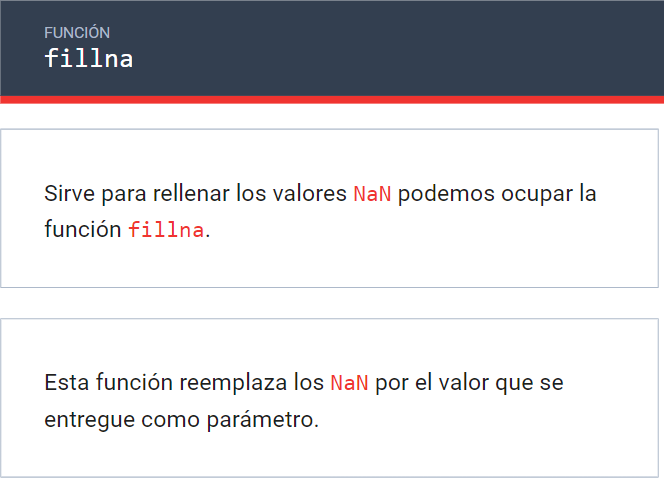 FUNCIÓN
fillna
Sirve para rellenar los valores NaN podemos ocupar la
función fillna.
Esta función reemplaza los NaN por el valor que se
entregue como parámetro.